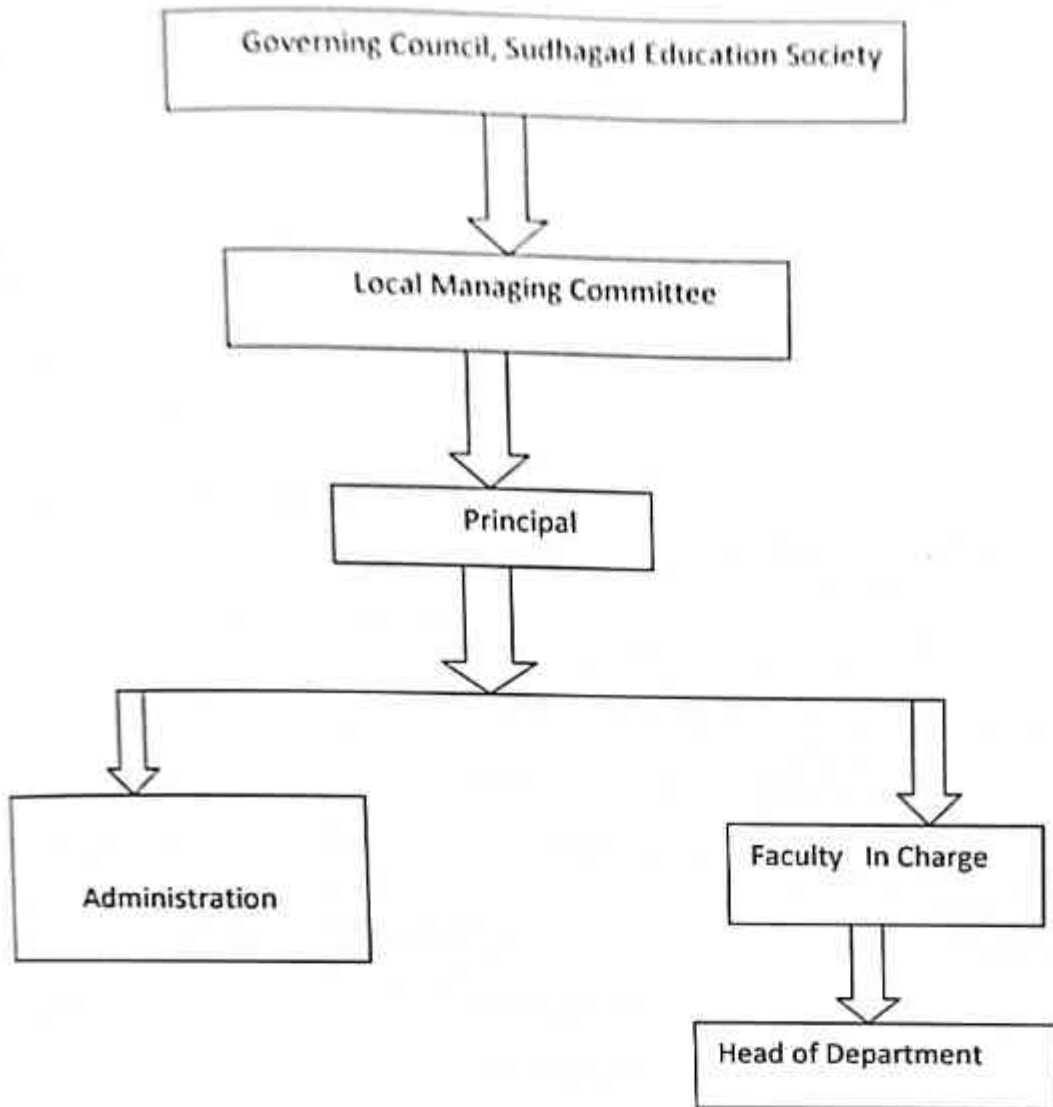 Governing Council, Sudhagad Education Society
Local Managing Committee
Principal
Administration
Faculty In Charge
Head of Department